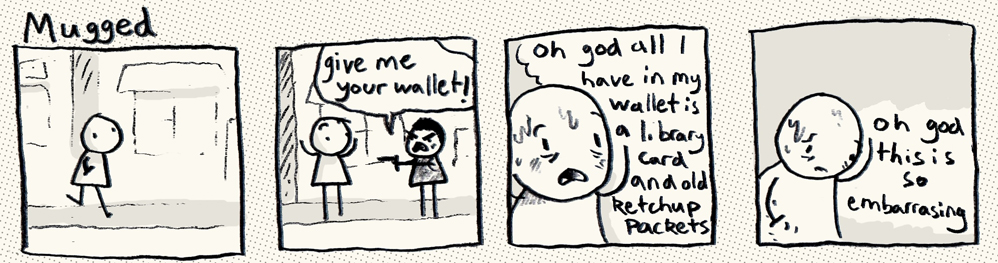 Mugged
give me
your wallet!
oh god all I
have in my
wallet is
a library
card
and old
ketchup
packets
oh god
this is
so
embarrasing